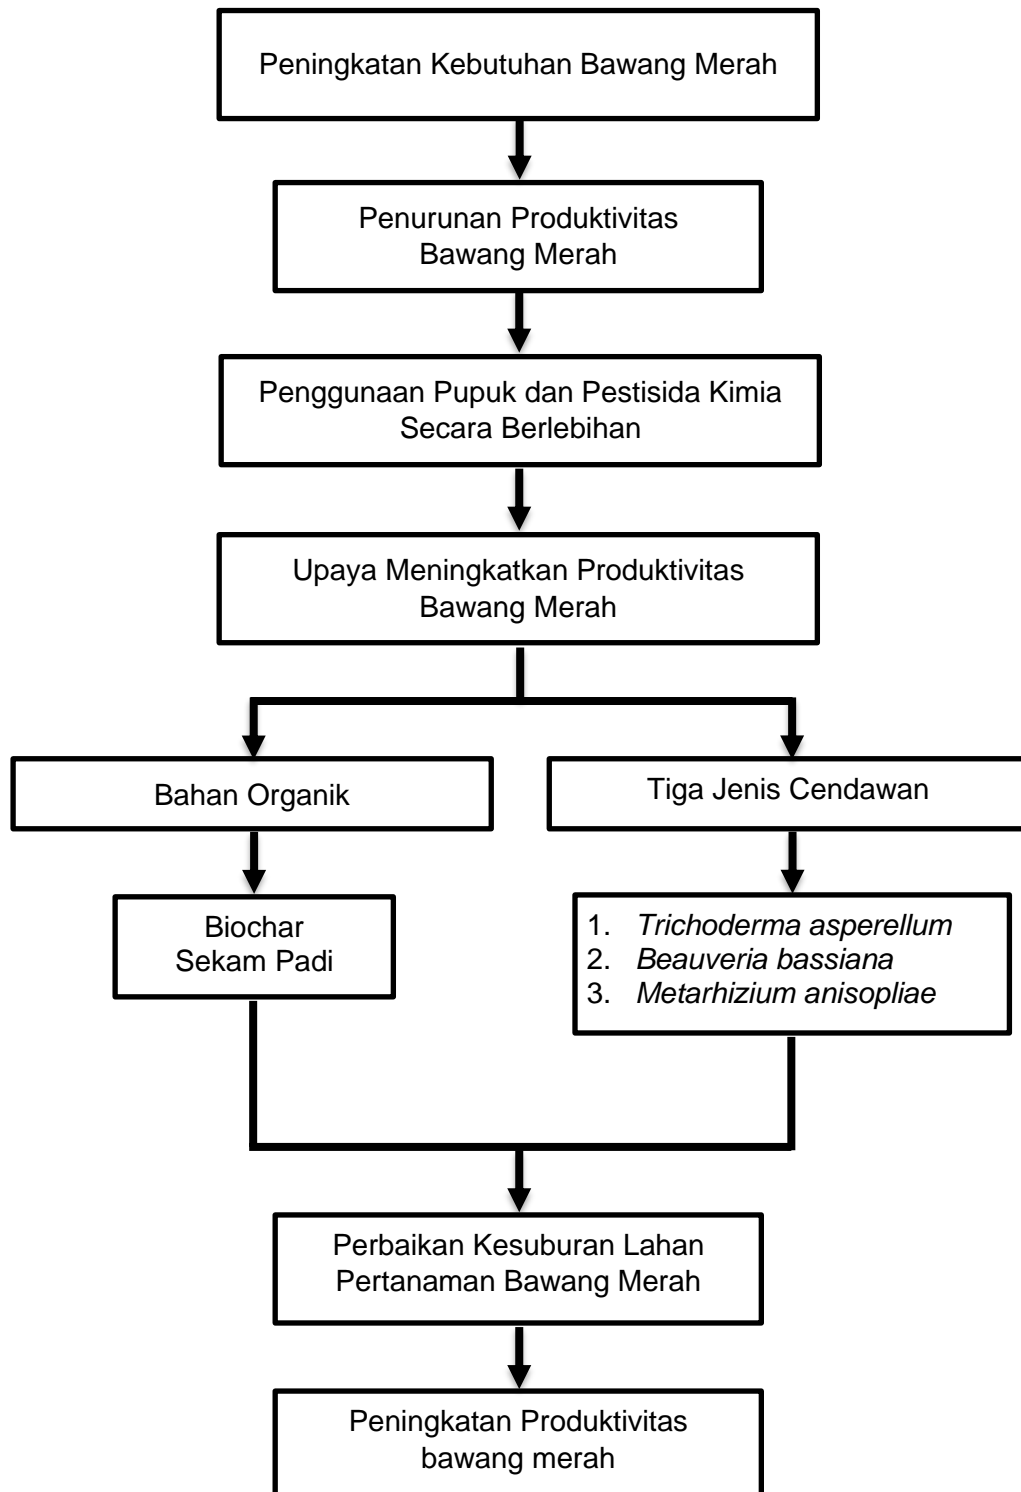 Peningkatan Kebutuhan Bawang Merah
Penurunan Produktivitas
Bawang Merah
Penggunaan Pupuk dan Pestisida Kimia
Secara Berlebihan
Upaya Meningkatkan Produktivitas
Bawang Merah
Bahan Organik
Tiga Jenis Cendawan
Biochar
Sekam Padi
1. Trichoderma asperellum
2. Beauveria bassiana
3. Metarhizium anisopliae
Perbaikan Kesuburan Lahan
Pertanaman Bawang Merah
Peningkatan Produktivitas
bawang merah